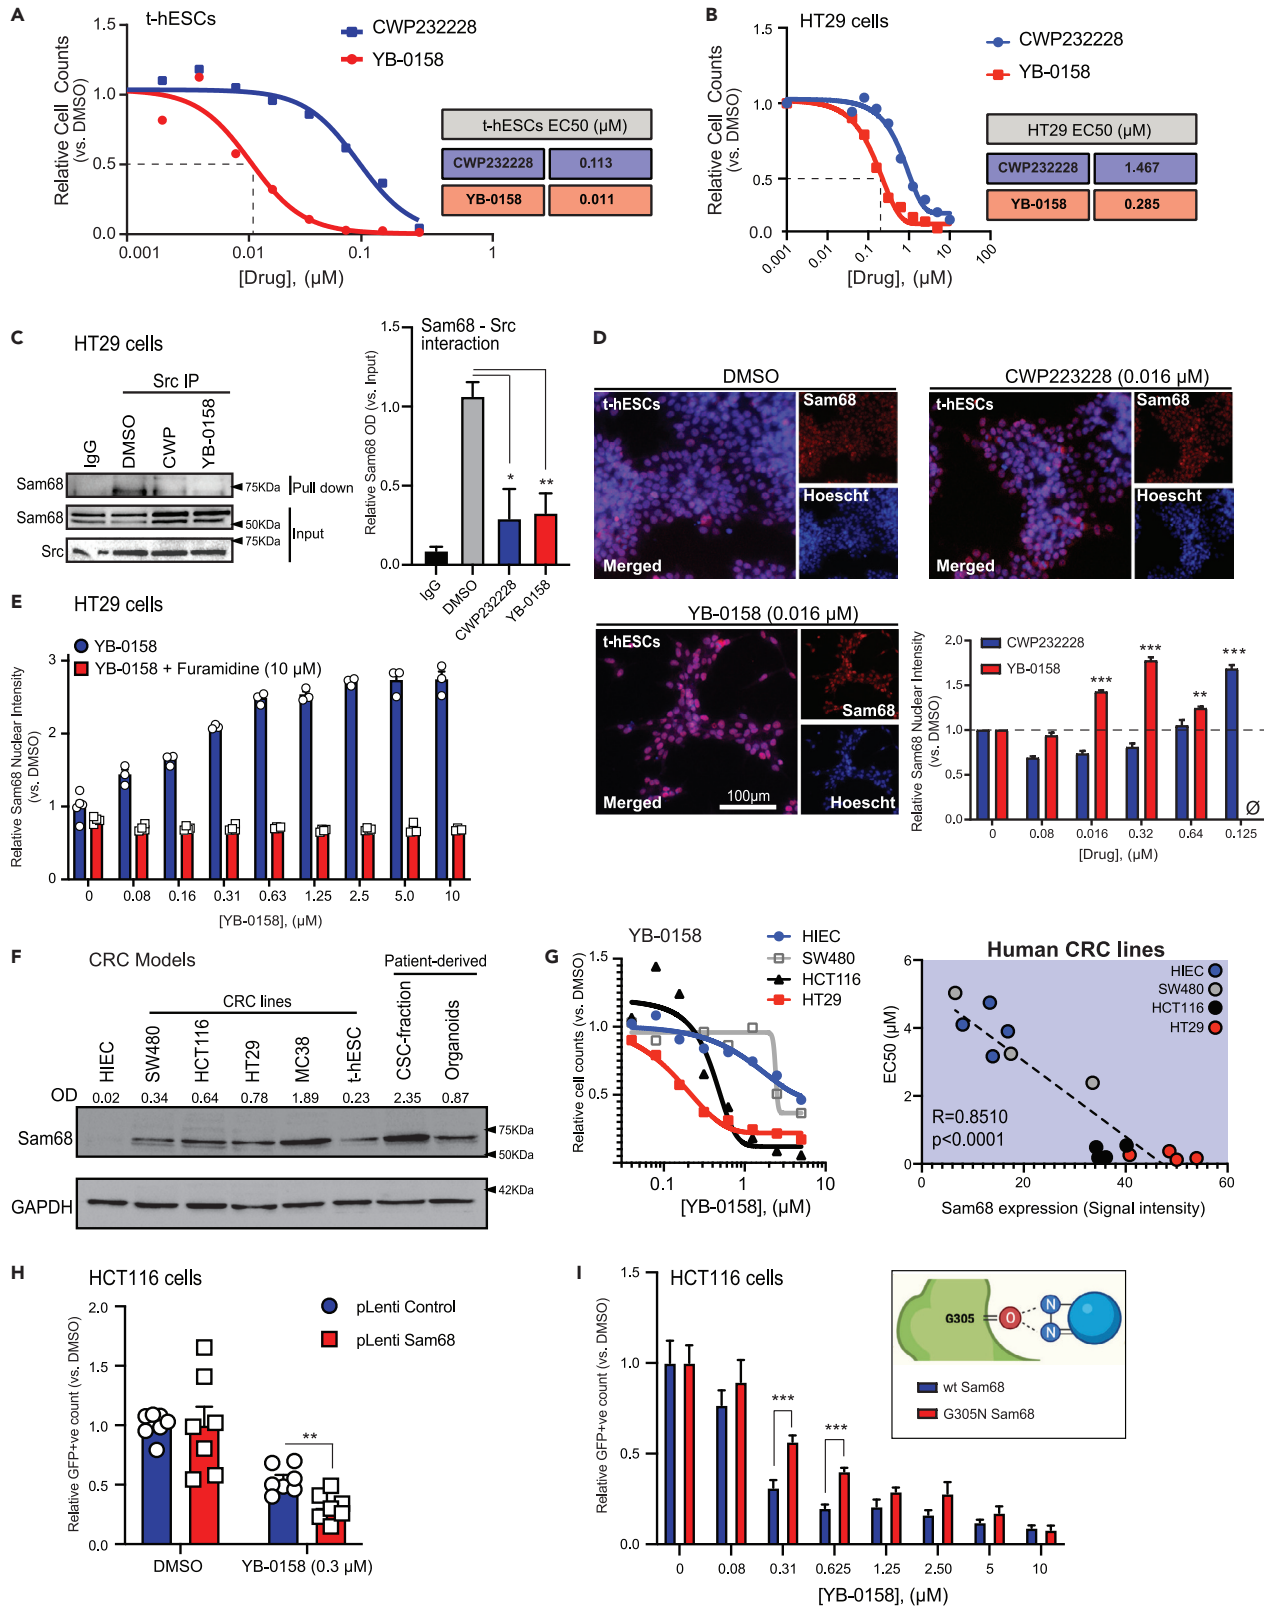 A
t-hESCs
CWP232228
YB-0158
Relative Cell Counts
(vs. DMSO)
1.5
1.0
0.5
0.0
0.001
0.01
0.1
1
[Drug], (µM)
t-hESCs EC50 (µM)
CWP232228 0.113
YB-0158 0.011
B
HT29 cells
CWP232228
YB-0158
Relative Cell Counts
(vs. DMSO)
1.5
1.0
0.5
0.0
0.001
0.01
0.1
1
10
100
[Drug], (µM)
HT29 EC50 (µM)
CWP232228 1.467
YB-0158 0.285
C
HT29 cells
Src IP
IgG
DMSO
CWP
YB-0158
Sam68
75KDa
Pull down
Sam68
50KDa
Input
75KDa
Src
Sam68 - Src
interaction
Relative Sam68 OD (vs. Input)
1.5
1.0
0.5
0.0
*
**
IgG
DMSO
CWP232228
YB-0158
D
DMSO
t-hESCs
Sam68
Hoescht
Merged
CWP223228 (0.016 µM)
t-hESCs
Sam68
Hoescht
Merged
YB-0158 (0.016 µM)
t-hESCs
Sam68
Merged
100µm
Hoescht
Relative Sam68 Nuclear Intensity
(vs. DMSO)
2.0
1.5
1.0
0.5
0.0
CWP232228
YB-0158
***
***
**
***
Ø
0
0.08
0.016
0.32
0.64
0.125
[Drug], (µM)
E
HT29 cells
YB-0158
YB-0158 + Furamidine (10 µM)
Relative Sam68 Nuclear Intensity
(vs. DMSO)
3
2
1
0
0
0.08
0.16
0.31
0.63
1.25
2.5
5.0
10
[YB-0158], (µM)
F
CRC Models
Patient-derived
CRC lines
HIEC
SW480
HCT116
HT29
MC38
t-hESC
CSC-fraction
Organoids
OD 0.02 0.34 0.64 0.78 1.89 0.23 2.35 0.87
Sam68
75KDa
50KDa
GAPDH
42KDa
G
YB-0158
HIEC
SW480
HCT116
HT29
Relative cell counts (vs. DMSO)
1.5
1.0
0.5
0.1
1
10
[YB-0158], (µM)
Human CRC lines
HIEC
SW480
HCT116
HT29
EC50 (µM)
6
4
2
0
R=0.8510
p<0.0001
0
20
40
60
Sam68 expression (Signal intensity)
H
HCT116 cells
pLenti Control
pLenti Sam68
Relative GFP+ve count (vs. DMSO)
2.0
1.5
1.0
0.5
0.0
**
DMSO
YB-0158 (0.3 µM)
I
HCT116 cells
Relative GFP+ve count (vs. DMSO)
1.5
1.0
0.5
0.0
***
***
0
0.08
0.31
0.625
1.25
2.50
5
10
[YB-0158], (µM)
G305
O
N
N
wt Sam68
G305N Sam68